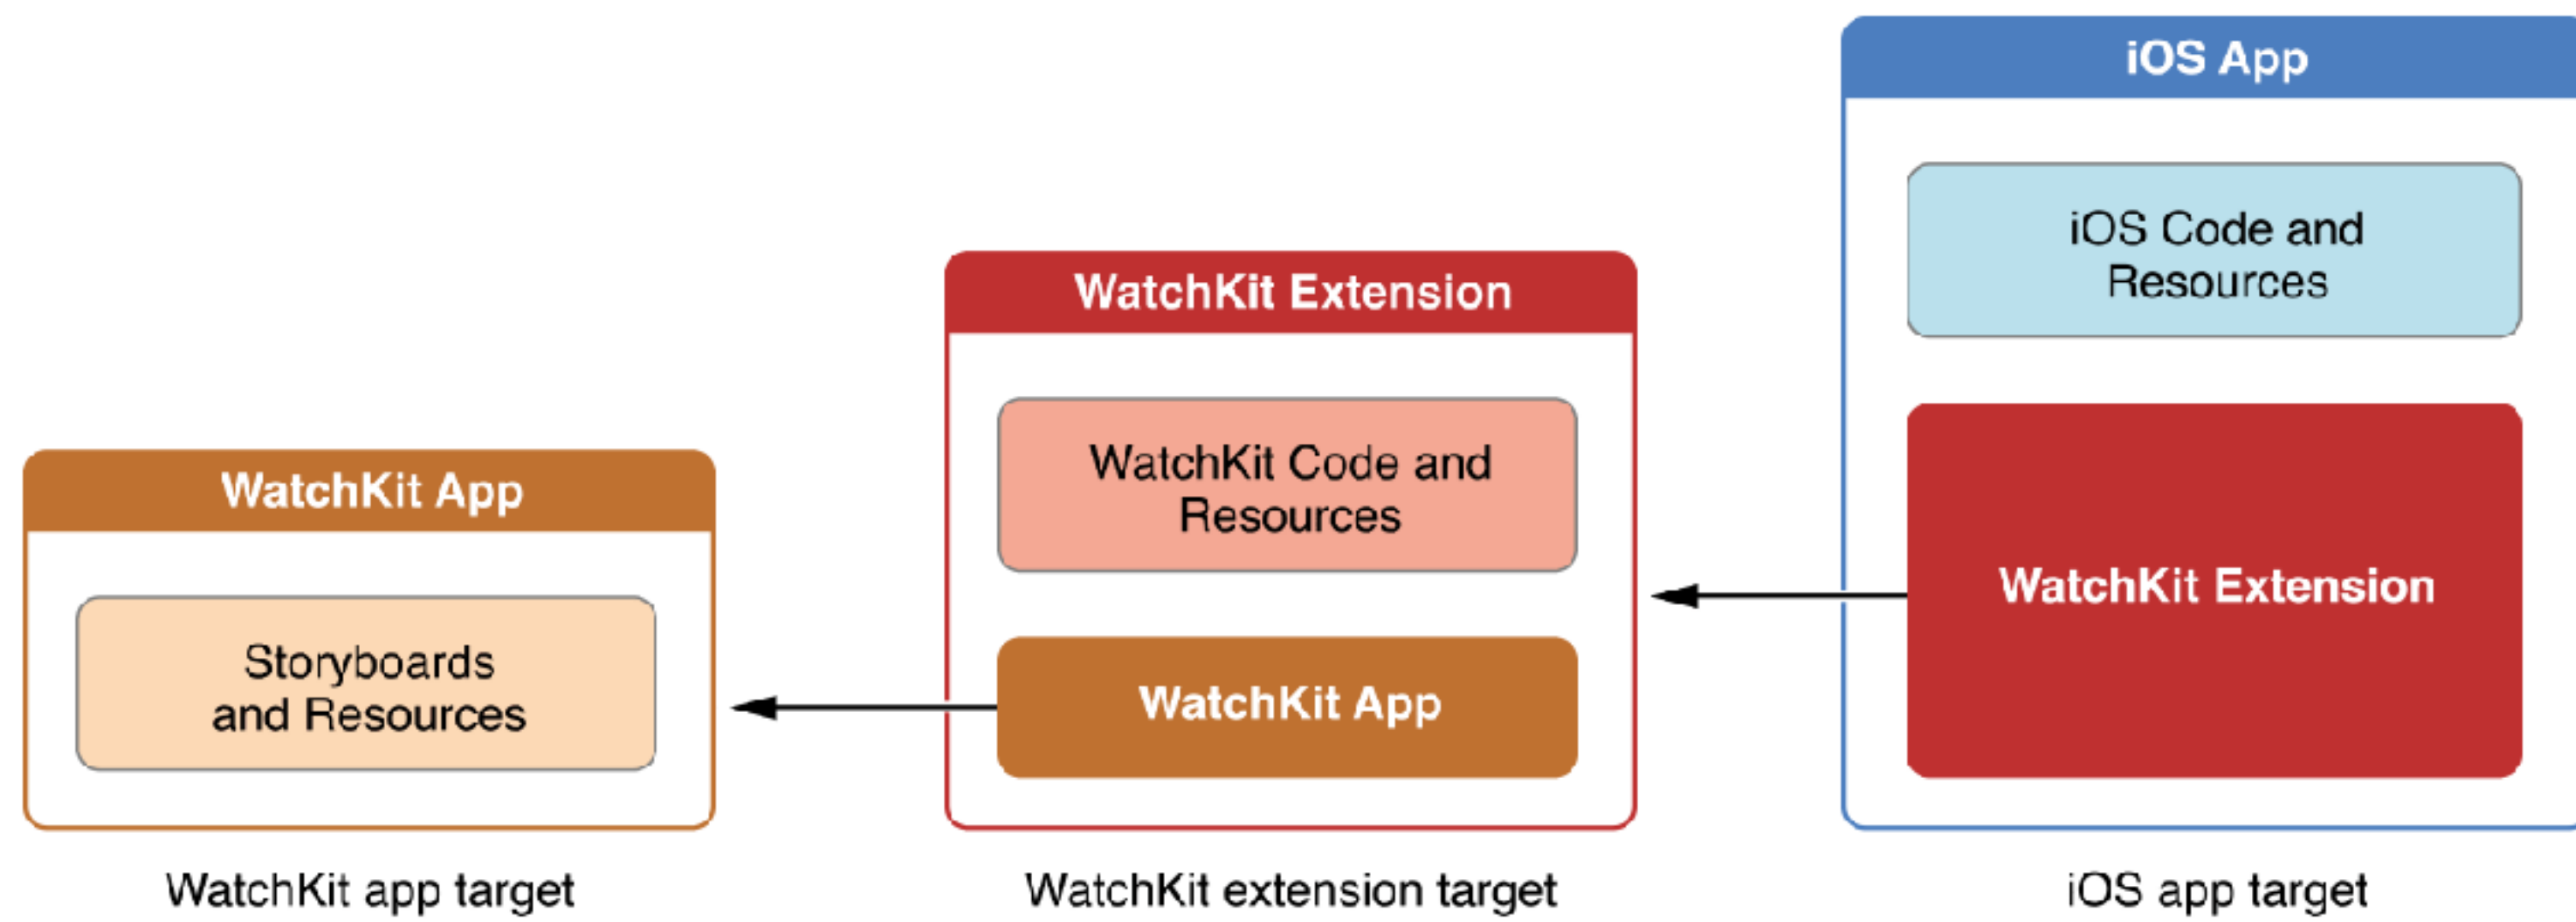 WatchKit App
Storyboards
and Resources
WatchKit app target
WatchKit Extension
WatchKit Code and
Resources
WatchKit App
WatchKit extension target
iOS App
iOS Code and
Resources
WatchKit Extension
iOS app target